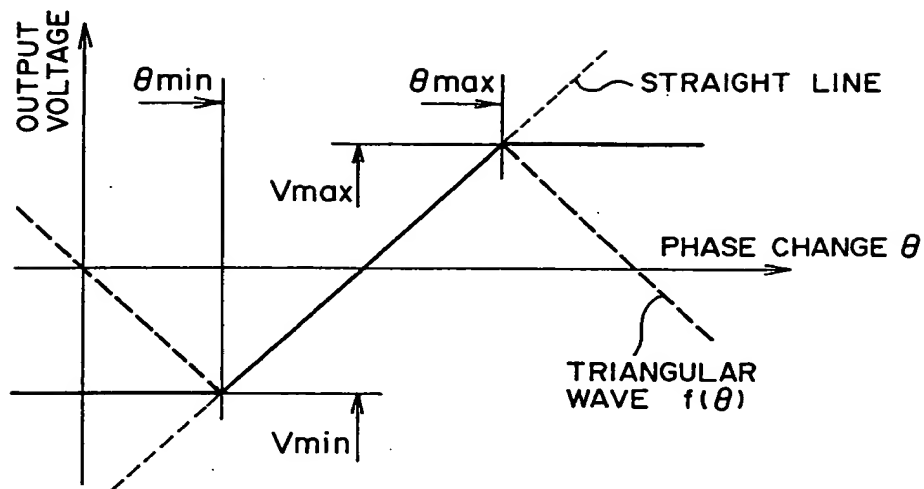 OUTPUT
VOLTAGE
θmin
θmax
STRAIGHT LINE
Vmax
PHASE CHANGE θ
TRIANGULAR
WAVE f(θ)
Vmin